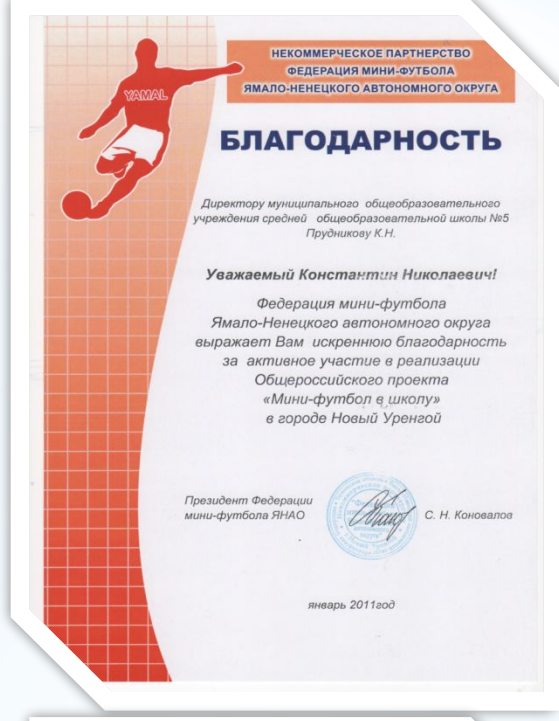 НЕКОММЕРЧЕСКОЕ ПАРТНЕРСТВО
ФЕДЕРАЦИЯ МИНИ-ФУТБОЛА
ЯМАЛО-НЕНЕЦКОГО АВТОНОМНОГО ОКРУГА
YAMAL
БЛАГОДАРНОСТЬ
Директору муниципального общеобразовательного
учреждения средней общеобразовательной школы №5
Прудникову К.Н.
Уважаемый Константин Николаевич!
Федерация мини-футбола
Ямало-Ненецкого автономного округа
выражает Вам искреннюю благодарность
за активное участие в реализации
Общероссийского проекта
«Мини-футбол в школу»
в городе Новый Уренгой
Президент Федерации
мини-футбола ЯНАО
С. Н. Коновалов
январь 2011год